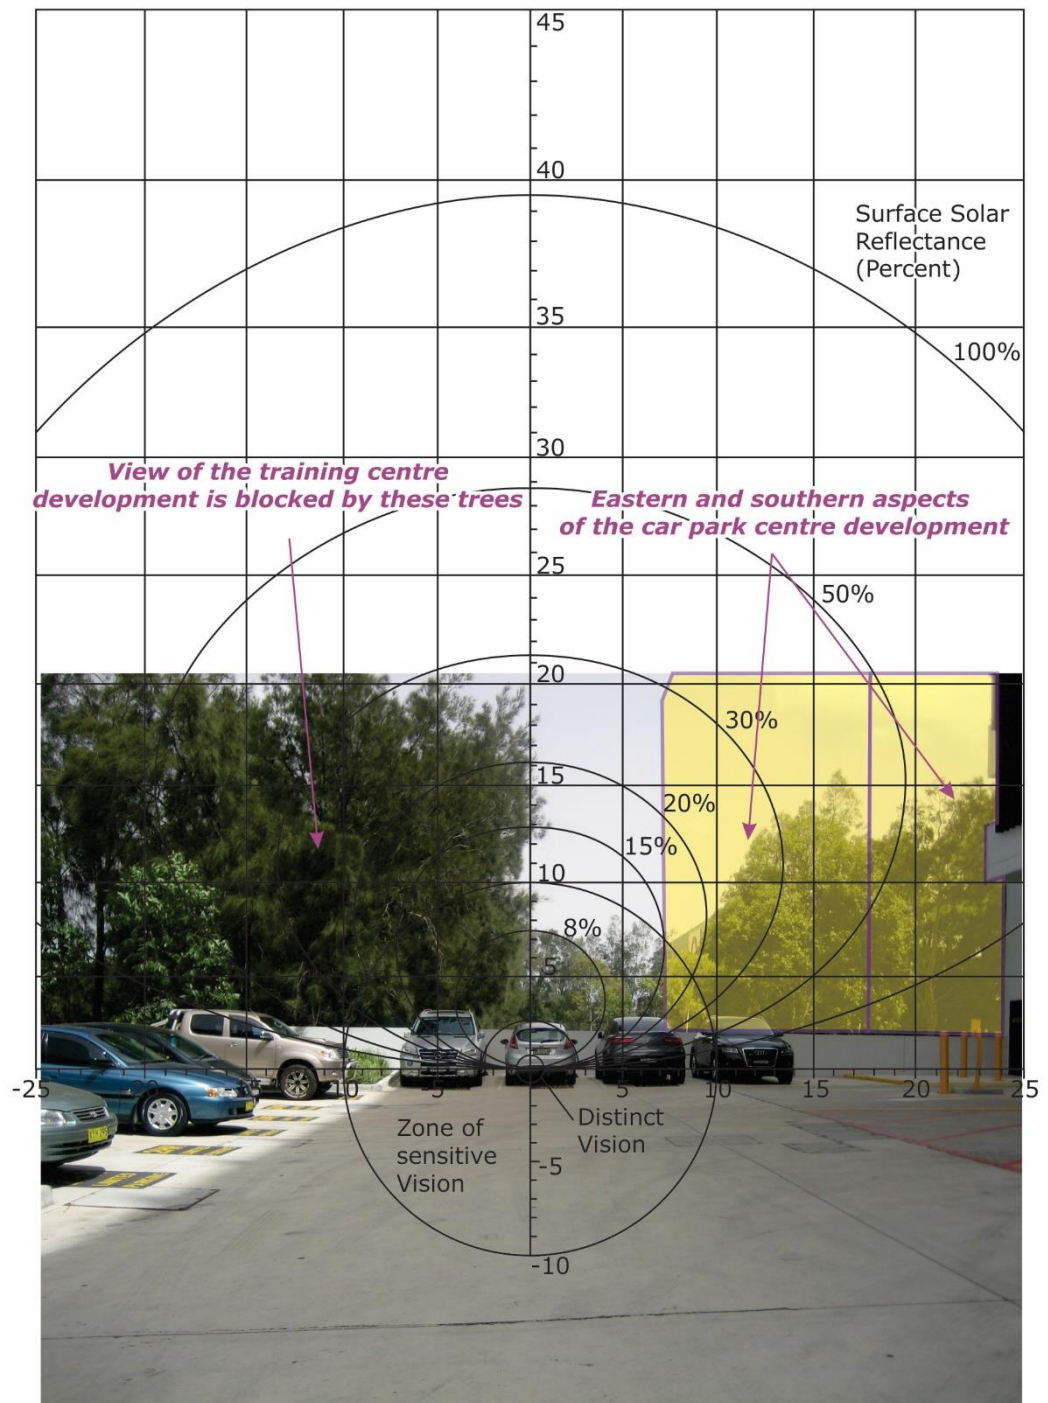 45
40
Surface Solar
Reflectance
(Percent)
35
100%
30
View of the training centre
development is blocked by these trees
Eastern and southern aspects
of the car park centre development
25
50%
20
30%
15
20%
15%
10
8%
5
-25
5
5
10
15
20
25
Zone of
sensitive
Vision
Distinct
Vision
-5
-10